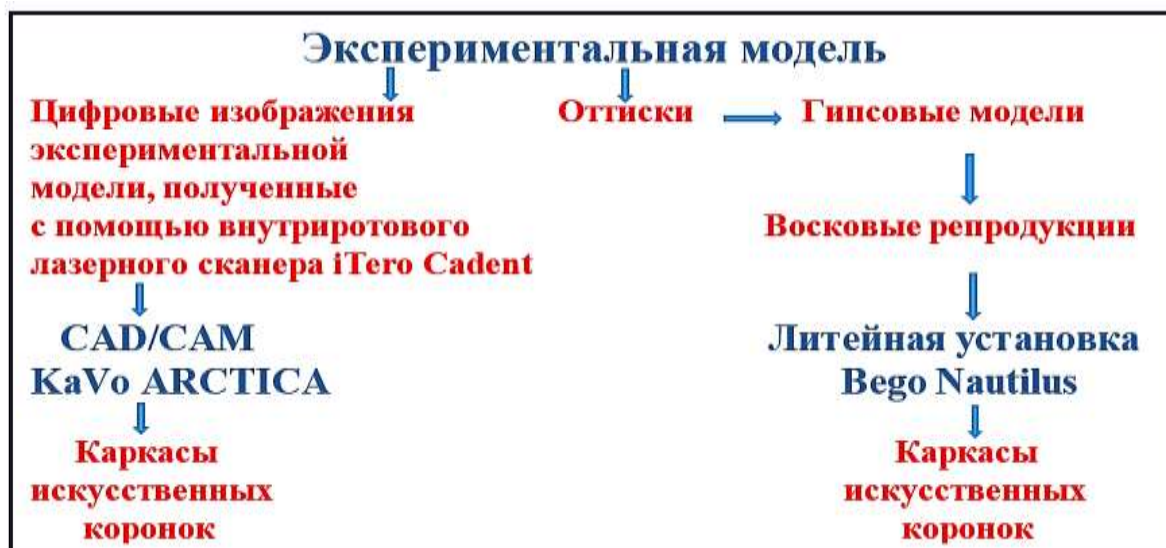 Экспериментальная модель
Цифровые изображения
экспериментальной
модели, полученные
с помощью внутриротового
лазерного сканера iTero Cadent
CAD/CAM
KaVo ARCTICA
Каркасы
искусственных
коронок
Оттиски
Гипсовые модели
Восковые репродукции
Литейная установка
Bego Nautilus
Каркасы
искусственных
коронок